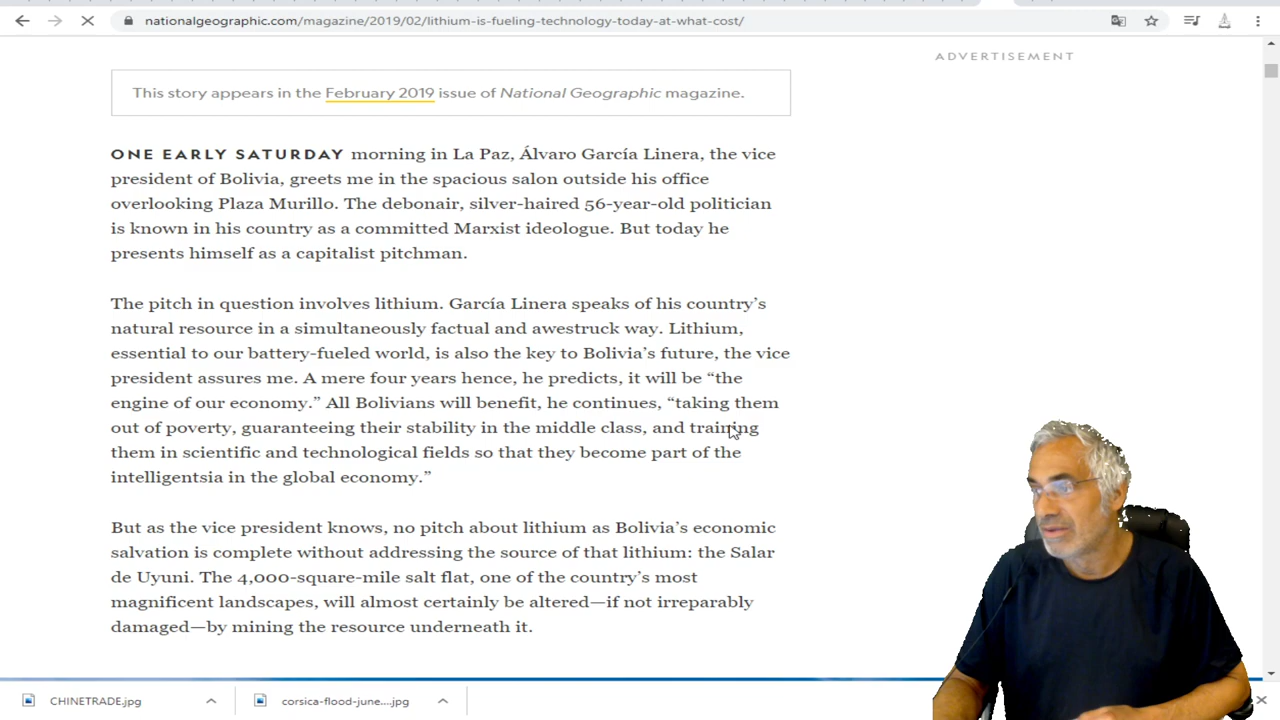 nationalgeographic.com/magazine/2019/02/lithium-is-fueling-technology-today-at-what-cost/
ADVERTISEMENT
This story appears in the February 2019 issue of National Geographic magazine.
ONE EARLY SATURDAY morning in La Paz, Álvaro García Linera, the vice
president of Bolivia, greets me in the spacious salon outside his office
overlooking Plaza Murillo. The debonair, silver-haired 56-year-old politician
is known in his country as a committed Marxist ideologue. But today he
presents himself as a capitalist pitchman.
The pitch in question involves lithium. García Linera speaks of his country’s
natural resource in a simultaneously factual and awestruck way. Lithium,
essential to our battery-fueled world, is also the key to Bolivia’s future, the vice
president assures me. A mere four years hence, he predicts, it will be “the
engine of our economy.” All Bolivians will benefit, he continues, “taking them
out of poverty, guaranteeing their stability in the middle class, and training
them in scientific and technological fields so that they become part of the
intelligentsia in the global economy.”
But as the vice president knows, no pitch about lithium as Bolivia’s economic
salvation is complete without addressing the source of that lithium: the Salar
de Uyuni. The 4,000-square-mile salt flat, one of the country’s most
magnificent landscapes, will almost certainly be altered—if not irreparably
damaged—by mining the resource underneath it.
CHINETRADE.jpg
corsica-flood-june....jpg